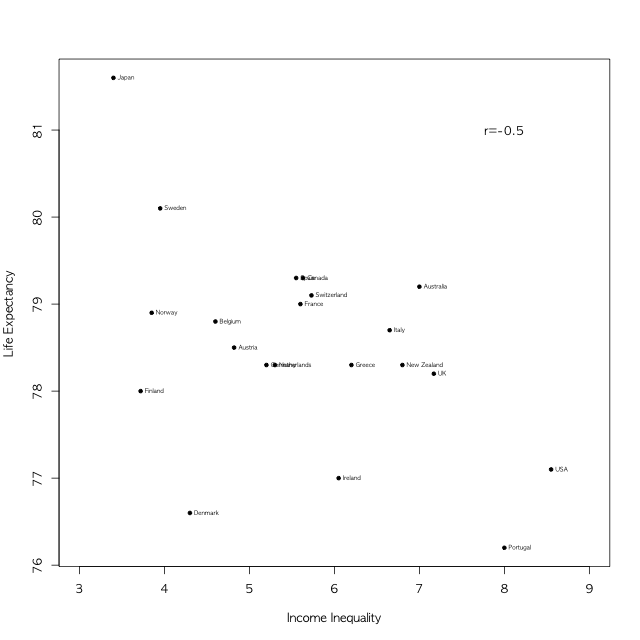 Japan
81
r=-0.5
Sweden
80
Canada
Australia
Switzerland
79
France
Norway
Belgium
Italy
Austria
Netherlands
Greece
New Zealand
UK
78
Finland
USA
77
Ireland
Denmark
Portugal
76
3 4 5 6 7 8 9
Income Inequality
Life Expectancy